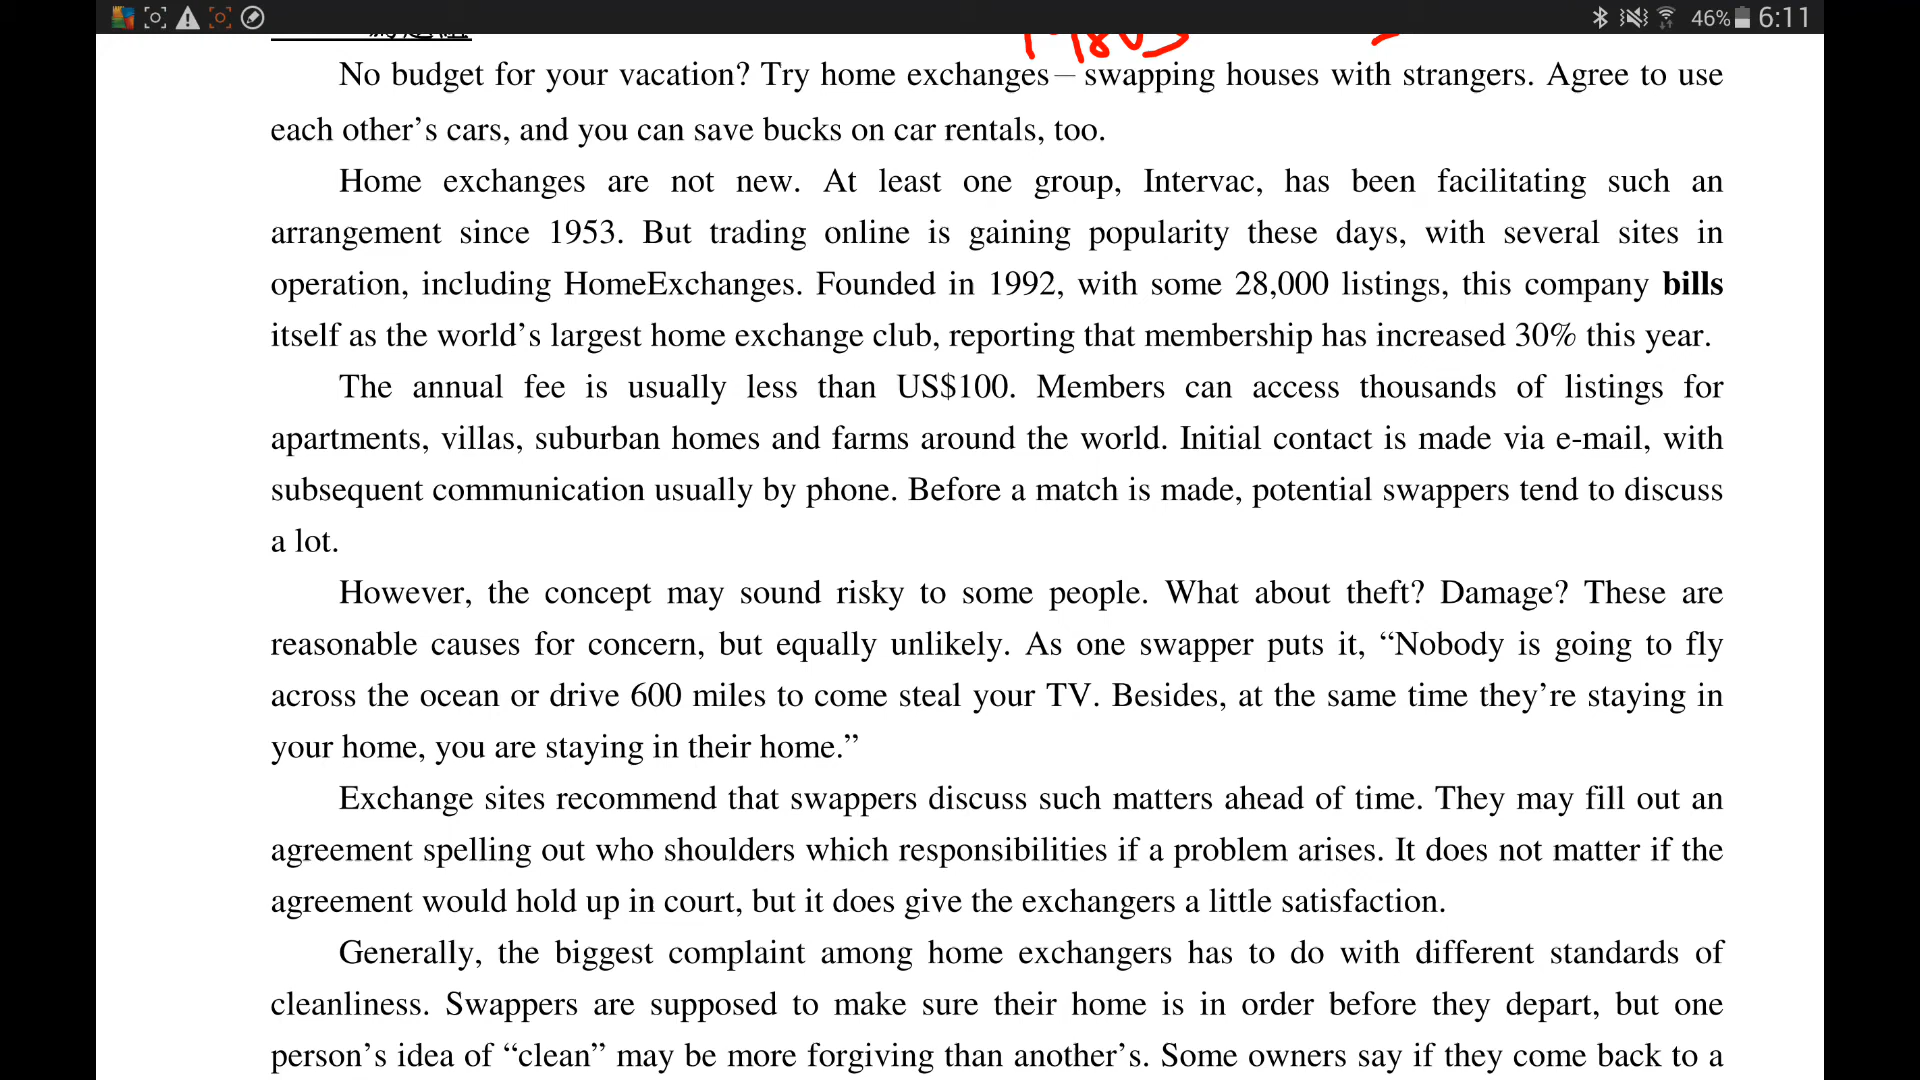 46% 6:11
1980s
No budget for your vacation? Try home exchanges – swapping houses with strangers. Agree to use
each other’s cars, and you can save bucks on car rentals, too.
Home exchanges are not new. At least one group, Intervac, has been facilitating such an
arrangement since 1953. But trading online is gaining popularity these days, with several sites in
operation, including HomeExchanges. Founded in 1992, with some 28,000 listings, this company bills
itself as the world’s largest home exchange club, reporting that membership has increased 30% this year.
The annual fee is usually less than US$100. Members can access thousands of listings for
apartments, villas, suburban homes and farms around the world. Initial contact is made via e-mail, with
subsequent communication usually by phone. Before a match is made, potential swappers tend to discuss
a lot.
However, the concept may sound risky to some people. What about theft? Damage? These are
reasonable causes for concern, but equally unlikely. As one swapper puts it, “Nobody is going to fly
across the ocean or drive 600 miles to come steal your TV. Besides, at the same time they’re staying in
your home, you are staying in their home.”
Exchange sites recommend that swappers discuss such matters ahead of time. They may fill out an
agreement spelling out who shoulders which responsibilities if a problem arises. It does not matter if the
agreement would hold up in court, but it does give the exchangers a little satisfaction.
Generally, the biggest complaint among home exchangers has to do with different standards of
cleanliness. Swappers are supposed to make sure their home is in order before they depart, but one
person’s idea of “clean” may be more forgiving than another’s. Some owners say if they come back to a